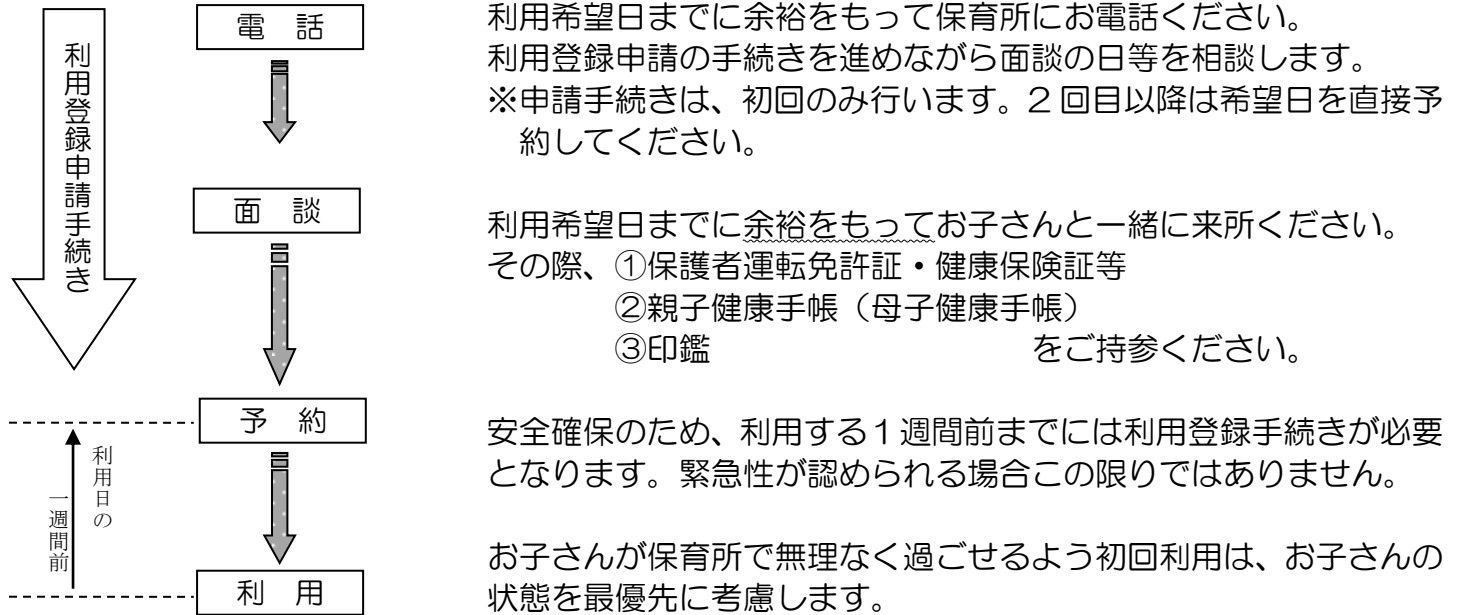 利用登録申請手続き
電 話
利用希望日までに余裕をもって保育所にお電話ください。
利用登録申請の手続きを進めながら面談の日等を相談します。
※申請手続きは、初回のみ行います。2回目以降は希望日を直接予
約してください。
面 談
利用希望日までに余裕をもってお子さんと一緒に来所ください。
その際、①保護者運転免許証・健康保険証等
②親子健康手帳（母子健康手帳）
③印鑑 をご持参ください。
予 約
安全確保のため、利用する1週間前までには利用登録手続きが必要
となります。緊急性が認められる場合この限りではありません。
利用日の
一週間前
利 用
お子さんが保育所で無理なく過ごせるよう初回利用は、お子さんの
状態を最優先に考慮します。